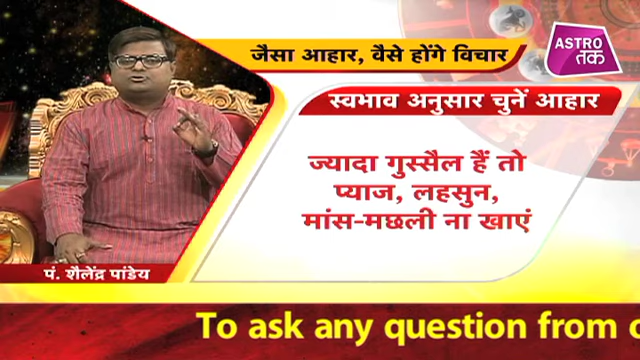 जैसा आहार, वैसे होंगे विचार
ASTRO
तक
स्वभाव अनुसार चुनें आहार
ज्यादा गुस्सैल हैं तो
प्याज, लहसुन,
मांस-मछली ना खाएं
पं. शैलेंद्र पांडेय
To ask any question from